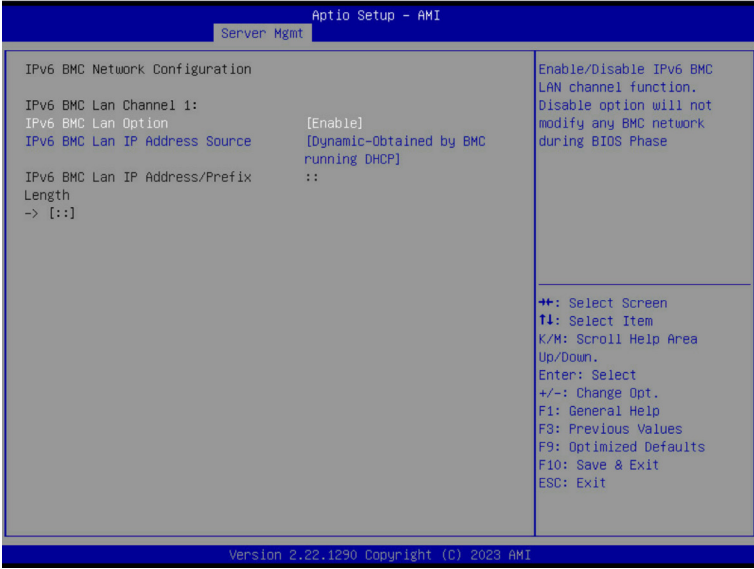 Aptio Setup – AMI
Server Mgmt
IPv6 BMC Network Configuration
IPv6 BMC Lan Channel 1:
IPv6 BMC Lan Option [Enable]
IPv6 BMC Lan IP Address Source [Dynamic-Obtained by BMC
running DHCP]
IPv6 BMC Lan IP Address/Prefix ::
Length
-> [::]
Enable/Disable IPv6 BMC
LAN channel function.
Disable option will not
modify any BMC network
during BIOS Phase
→←: Select Screen
↑↓: Select Item
K/M: Scroll Help Area
Up/Down.
Enter: Select
+/-: Change Opt.
F1: General Help
F3: Previous Values
F9: Optimized Defaults
F10: Save & Exit
ESC: Exit
Version 2.22.1290 Copyright (C) 2023 AMI